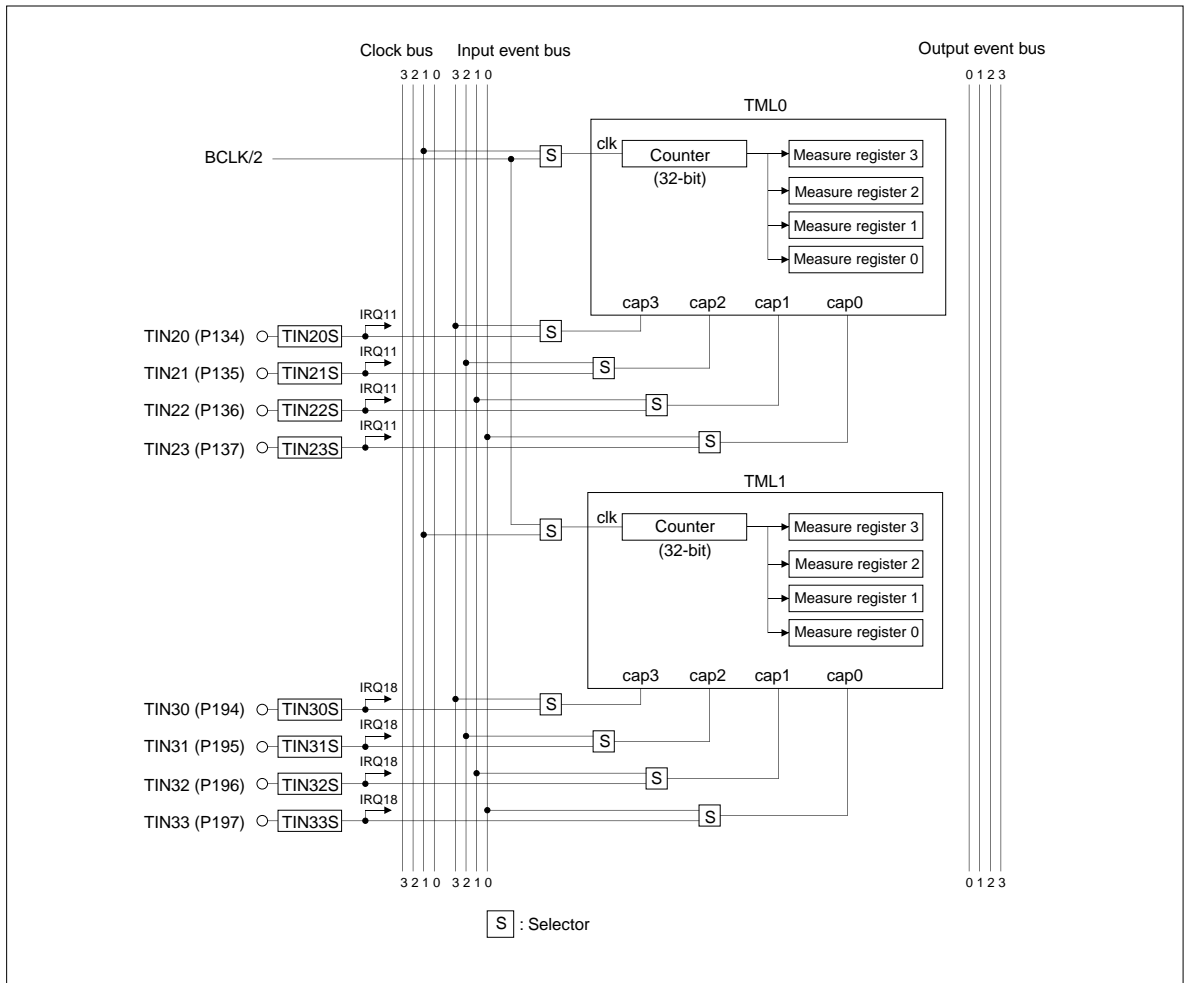 Clock bus Input event bus Output event bus
3 2 1 0 3 2 1 0 0 1 2 3
TML0
BCLK/2 S clk Counter Measure register 3
(32-bit)
Measure register 2
Measure register 1
Measure register 0
cap3 cap2 cap1 cap0
IRQ11
TIN20 (P134) TIN20S S
IRQ11
TIN21 (P135) TIN21S S
IRQ11
TIN22 (P136) TIN22S S
IRQ11
TIN23 (P137) TIN23S S
TML1
S clk Counter Measure register 3
(32-bit)
Measure register 2
Measure register 1
Measure register 0
cap3 cap2 cap1 cap0
IRQ18
TIN30 (P194) TIN30S S
IRQ18
TIN31 (P195) TIN31S S
IRQ18
TIN32 (P196) TIN32S S
IRQ18
TIN33 (P197) TIN33S S
3 2 1 0 3 2 1 0 0 1 2 3
S : Selector